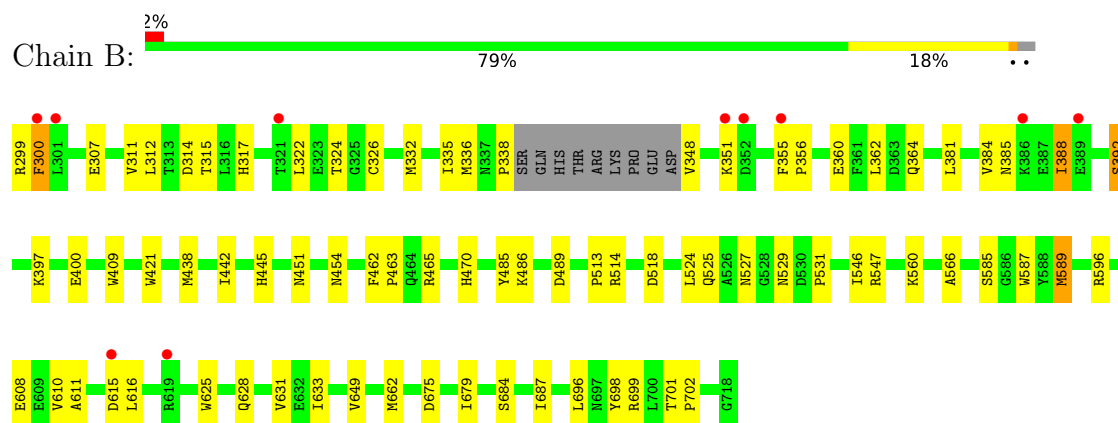 2%
Chain B:
79% 18% • •
R299 F300 L301 E307 V311 L312 T313 D314 T315 L316 H317 T321 L322 E323 T324 G325 C326 M332 I335 M336 N337 P338 SER GLN HIS THR ARG LYS PRO GLU ASP V348 K351 D352 F355 P356 E360 F361 L362 D363 Q364 L381 V384 N385 K386 E387 I388 E389 S392
K397 E400 W409 W421 M438 I442 H445 N451 N454 F462 P463 Q464 R465 H470 Y485 K486 D489 P513 R514 D518 L524 Q525 A526 N527 G528 N529 D530 P531 I546 R547 K560 A566 S585 G586 W587 Y588 M589 R596
E608 E609 V610 A611 D615 L616 R619 W625 Q628 V631 E632 I633 V649 M662 D675 I679 S684 I687 L696 N697 Y698 R699 L700 T701 P702 G718